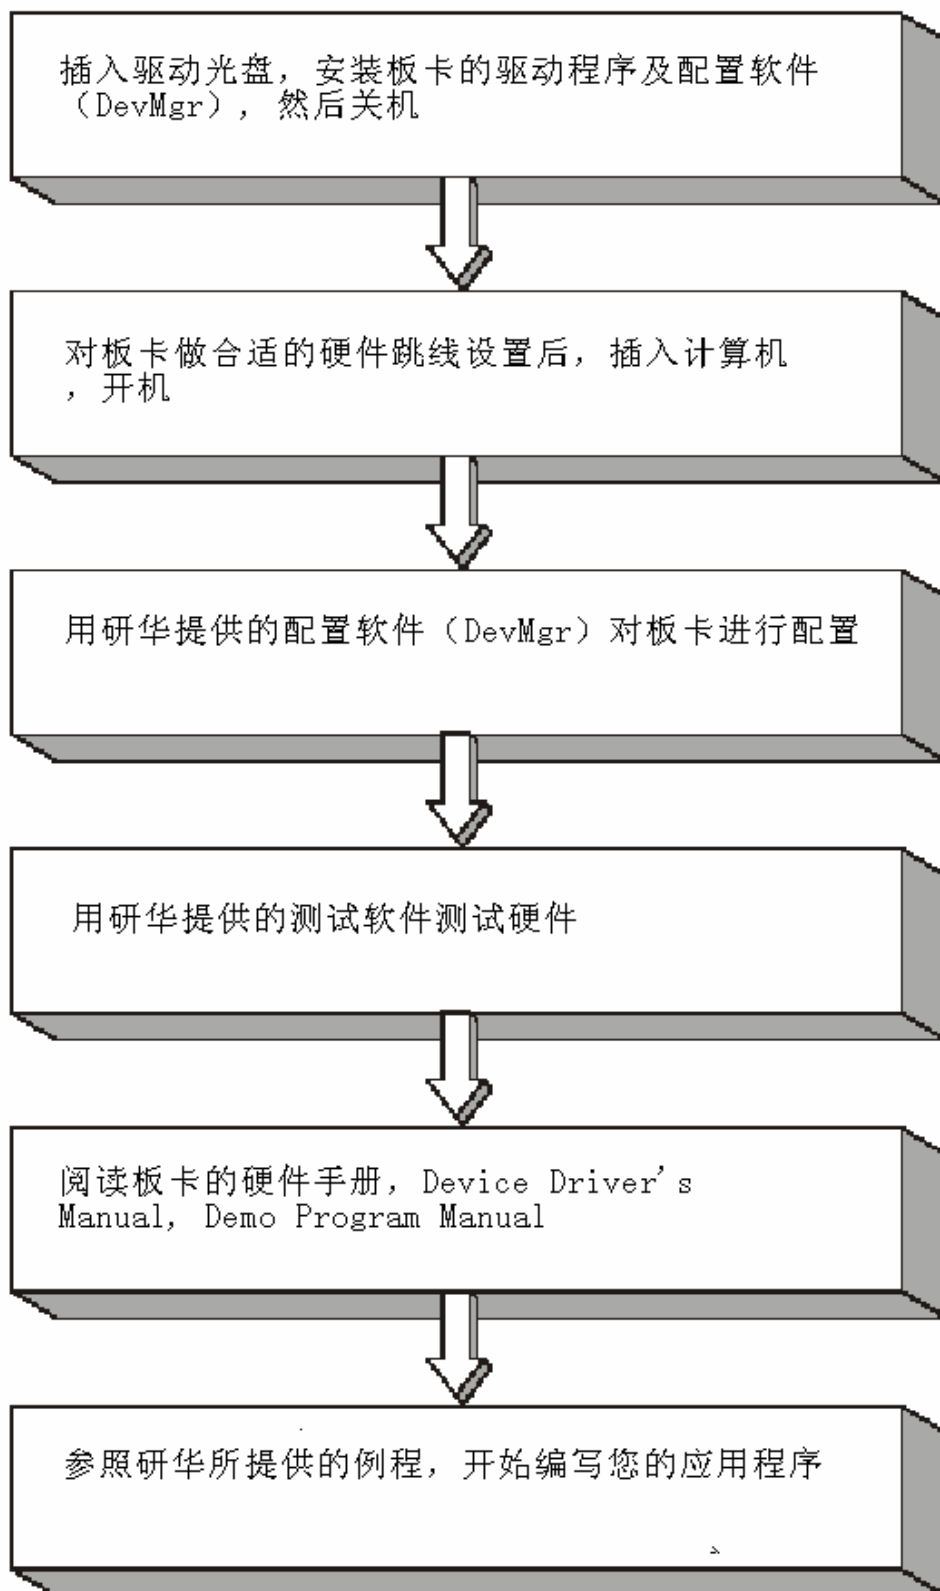 插入驱动光盘，安装板卡的驱动程序及配置软件
（DevMgr），然后关机
对板卡做合适的硬件跳线设置后，插入计算机
，开机
用研华提供的配置软件（DevMgr）对板卡进行配置
用研华提供的测试软件测试硬件
阅读板卡的硬件手册，Device Driver's
Manual, Demo Program Manual
参照研华所提供的例程，开始编写您的应用程序